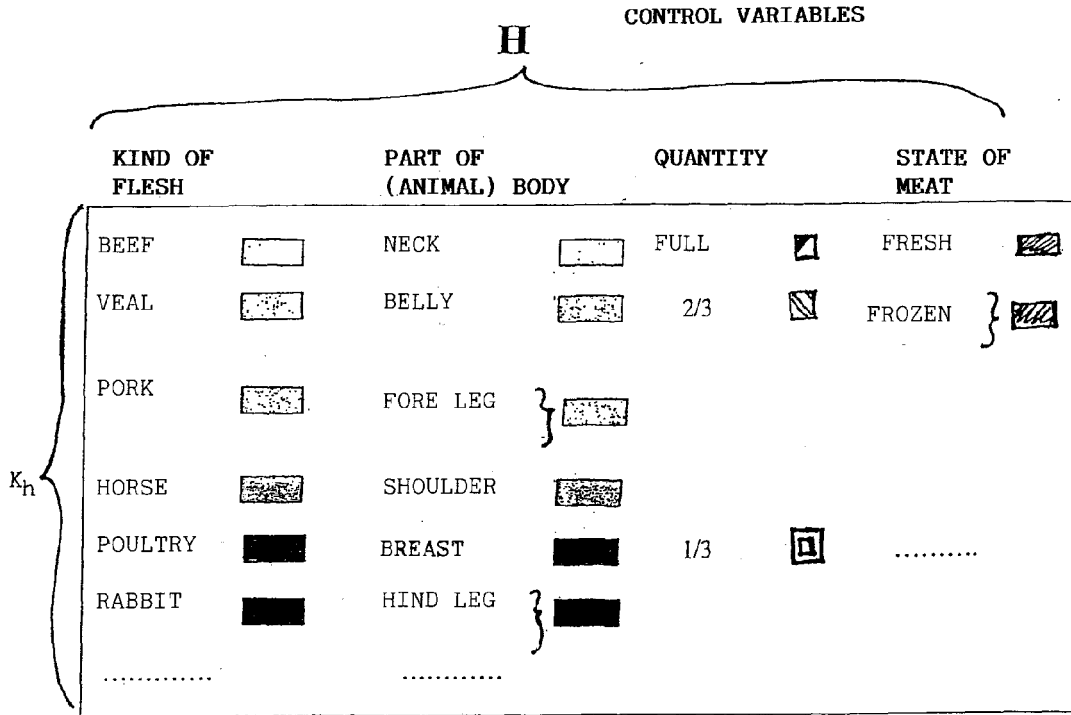 CONTROL VARIABLES
H
KIND OF PART OF QUANTITY STATE OF
FLESH (ANIMAL) BODY MEAT
BEEF NECK FULL FRESH
VEAL BELLY 2/3 FROZEN
PORK FORE LEG
Kh HORSE SHOULDER
POULTRY BREAST 1/3 ..........
RABBIT HIND LEG
............. ............